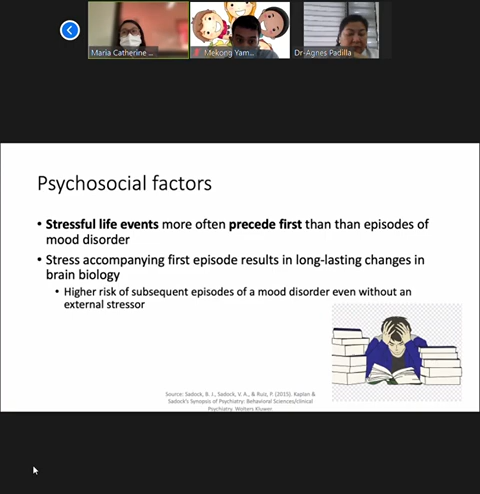 Maria Catherine ...
Mekong Yam...
Dr-Agnes Padilla
Psychosocial factors
• Stressful life events more often precede first than than episodes of
mood disorder
• Stress accompanying first episode results in long-lasting changes in
brain biology
• Higher risk of subsequent episodes of a mood disorder even without an
external stressor
Source: Sadock, B. J., Sadock, V. A., & Ruiz, P. (2015). Kaplan &
Sadock's Synopsis of Psychiatry: Behavioral Sciences/clinical
Psychiatry. Wolters Kluwer.